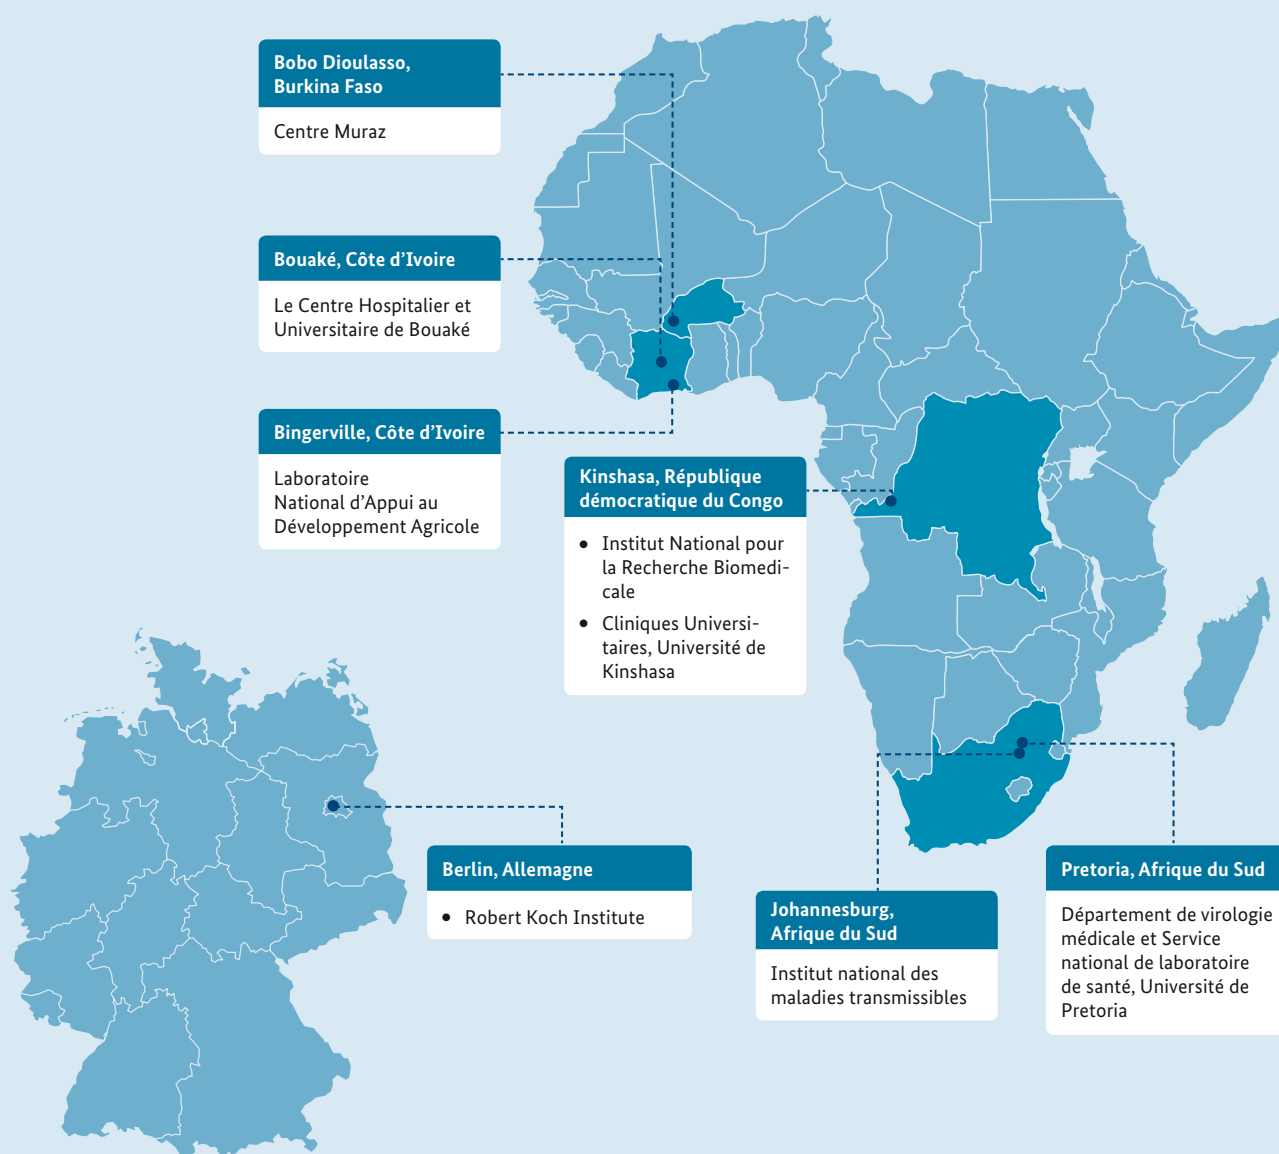 Bobo Dioulasso,
Burkina Faso
Centre Muraz
Bouaké, Côte d’Ivoire
Le Centre Hospitalier et
Universitaire de Bouaké
Bingerville, Côte d’Ivoire
Laboratoire
National d’Appui au
Développement Agricole
Kinshasa, République
démocratique du Congo
• Institut National pour
la Recherche Biomedi-
cale
• Cliniques Universi-
taires, Université de
Kinshasa
Berlin, Allemagne
• Robert Koch Institute
Johannesburg,
Afrique du Sud
Institut national des
maladies transmissibles
Pretoria, Afrique du Sud
Département de virologie
médicale et Service
national de laboratoire
de santé, Université de
Pretoria